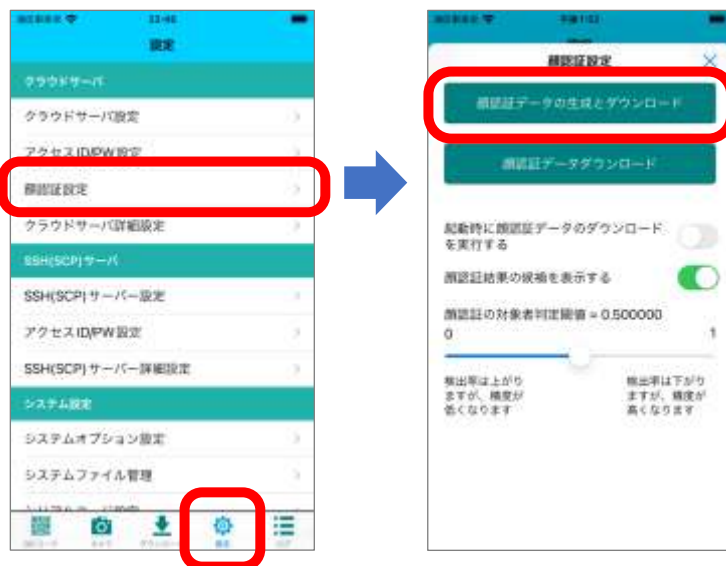 設定
クラウドサーバ
クラウドサーバ設定
アクセスID/PW設定
顔認証設定
クラウドサーバ詳細設定
SSH(SCP)サーバ
SSH(SCP)サーバー設定
アクセスID/PW設定
SSH(SCP)サーバー詳細設定
システム設定
システムオプション設定
システムファイル管理
設定
顔認証設定
顔認証データの生成とダウンロード
顔認証データダウンロード
起動時に顔認証データのダウンロード
を実行する
顔認証結果の候補を表示する
顔認証の対象者判定閾値 = 0.500000
0
1
検出率は上がり
ますが、精度が
低くなります
検出率は下がり
ますが、精度が
高くなります